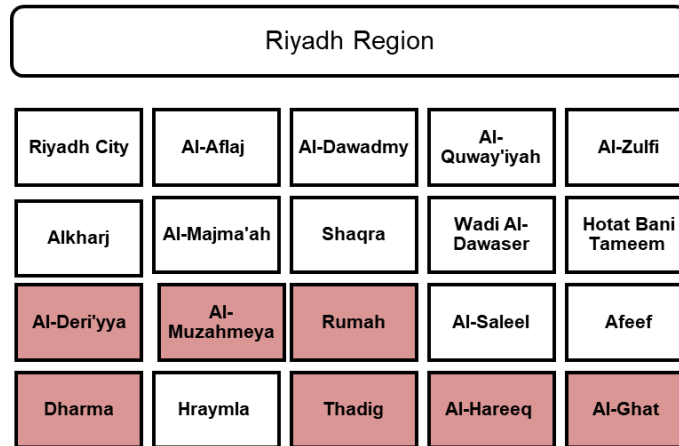 Riyadh Region
Riyadh City
Al-Aflaj
Al-Dawadmy
Al-
Quway'iyah
Al-Zulfi
Alkharj
Al-Majma'ah
Shaqra
Wadi Al-
Dawaser
Hotat Bani
Tameem
Al-Deri'yya
Al-
Muzahmeya
Rumah
Al-Saleel
Afeef
Dharma
Hraymla
Thadig
Al-Hareeq
Al-Ghat